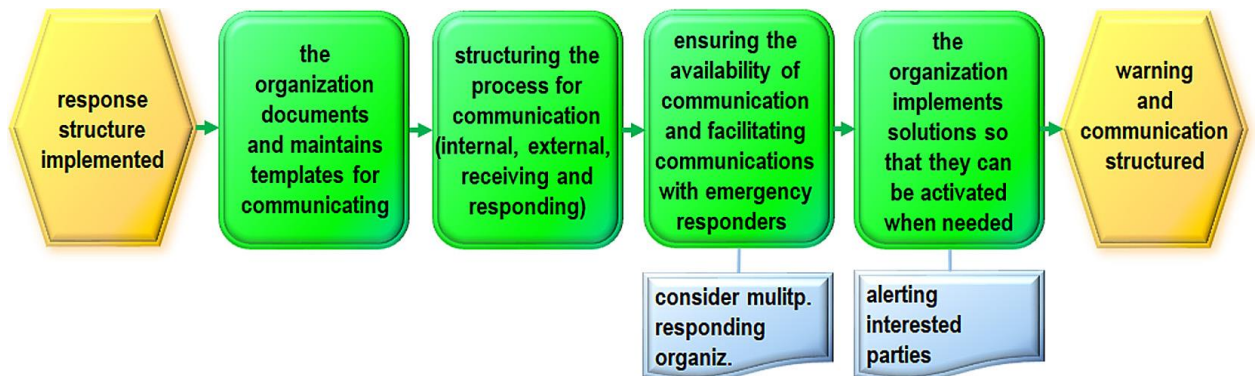 response
structure
implemented
the
organization
documents
and maintains
templates for
communicating
structuring the
process for
communication
(internal, external,
receiving and
responding)
ensuring the
availability of
communication
and facilitating
communications
with emergency
responders
the
organization
implements
solutions so
that they can
be activated
when needed
warning
and
communication
structured
consider mulitp.
responding
organiz.
alerting
interested
parties